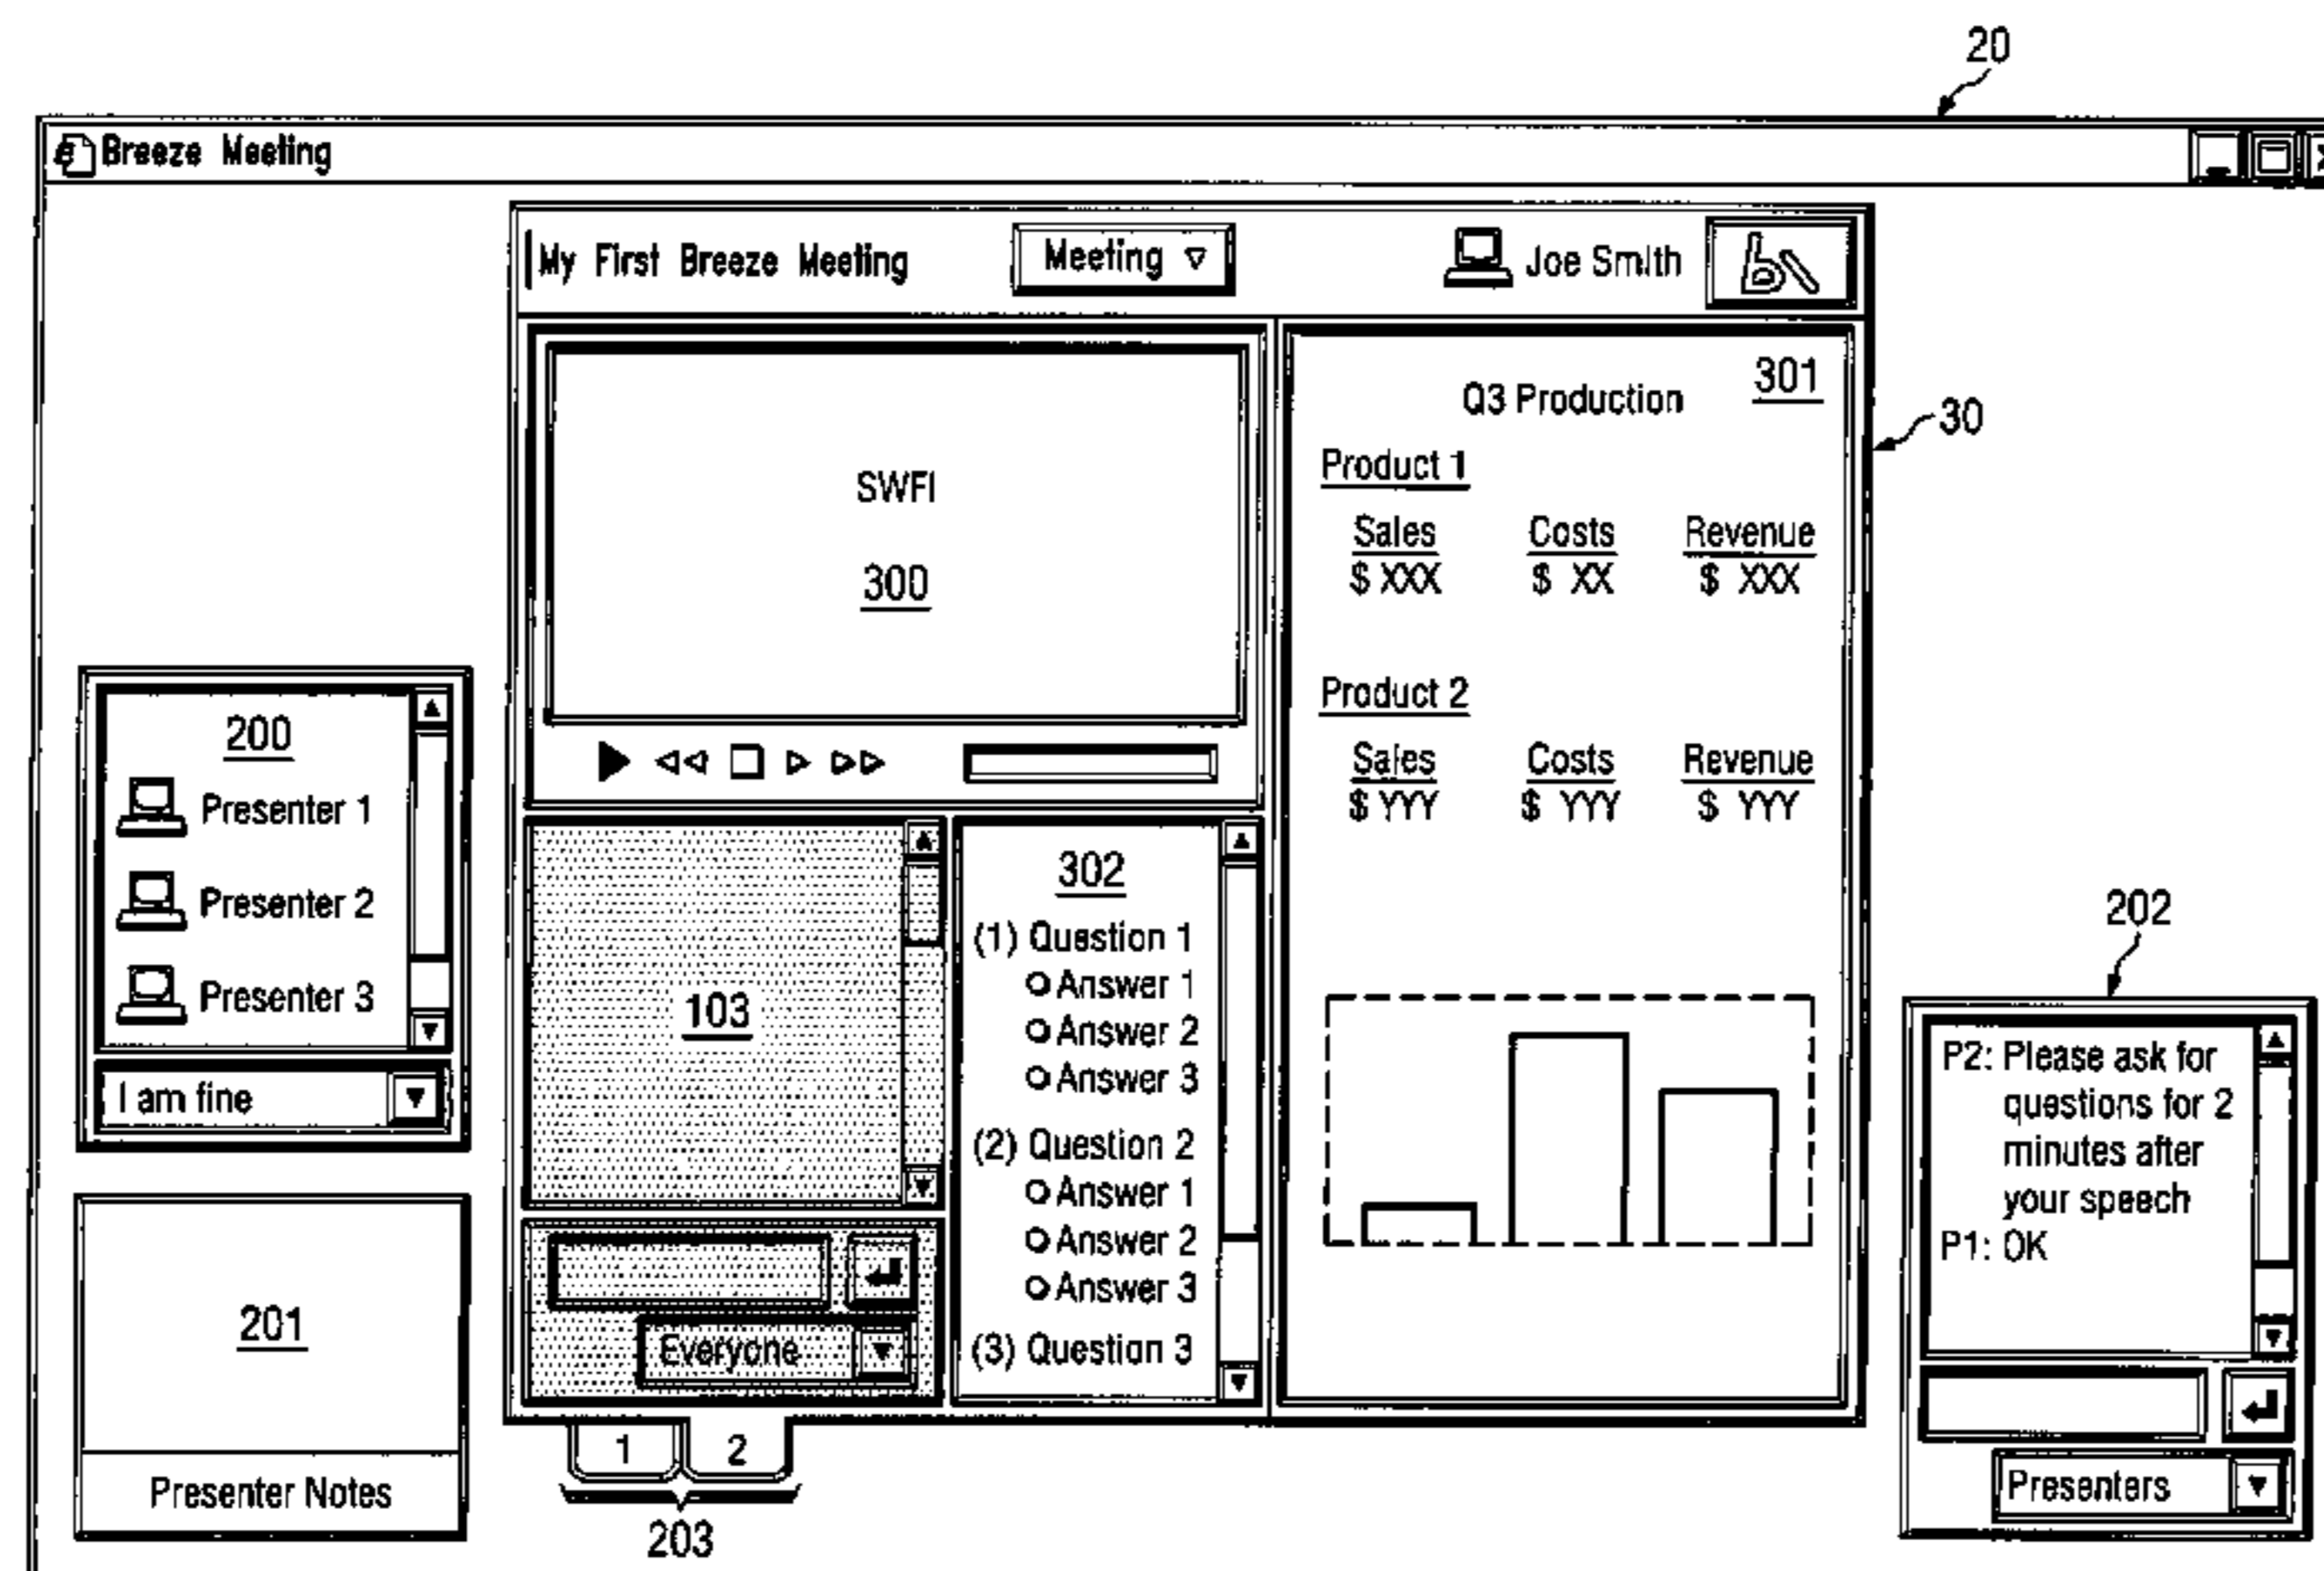 20
Breeze Meeting
My First Breeze Meeting
Meeting
Joe Smith
SWFI
300
301
Q3 Production
30
Product 1
Sales Costs Revenue
$ XXX $ XX $ XXX
Product 2
Sales Costs Revenue
$ YYY $ YYY $ YYY
200
Presenter 1
Presenter 2
Presenter 3
I am fine
201
Presenter Notes
103
Everyone
302
(1) Question 1
Answer 1
Answer 2
Answer 3
(2) Question 2
Answer 1
Answer 2
Answer 3
(3) Question 3
1 2
203
202
P2: Please ask for
questions for 2
minutes after
your speech
P1: OK
Presenters